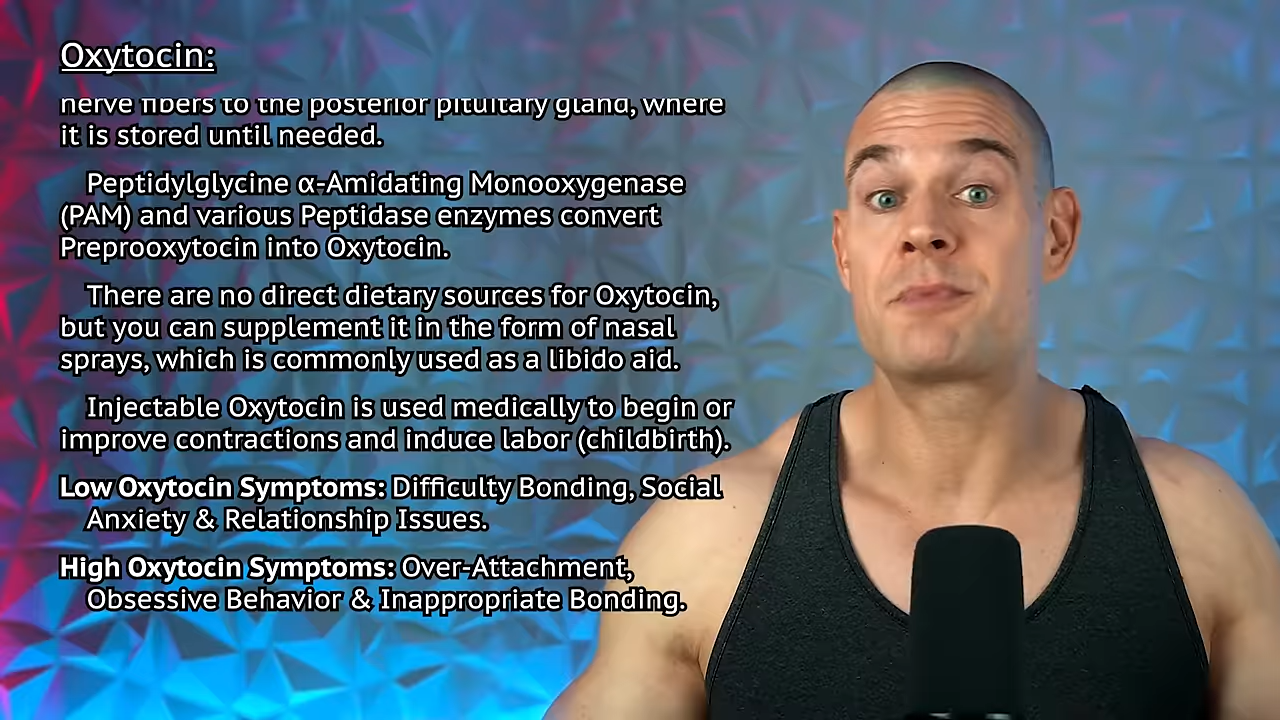 Oxytocin:
nerve fibers to the posterior pituitary gland, where
it is stored until needed.
Peptidylglycine α-Amidating Monooxygenase
(PAM) and various Peptidase enzymes convert
Preprooxytocin into Oxytocin.
There are no direct dietary sources for Oxytocin,
but you can supplement it in the form of nasal
sprays, which is commonly used as a libido aid.
Injectable Oxytocin is used medically to begin or
improve contractions and induce labor (childbirth).
Low Oxytocin Symptoms: Difficulty Bonding, Social
Anxiety & Relationship Issues.
High Oxytocin Symptoms: Over-Attachment,
Obsessive Behavior & Inappropriate Bonding.